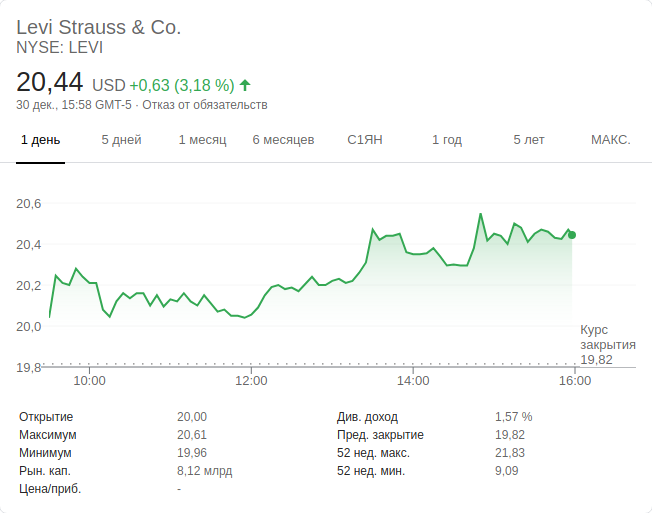 Levi Strauss & Co.
NYSE: LEVI
20,44 USD +0,63 (3,18 %)
30 дек., 15:58 GMT-5 · Отказ от обязательств
1 день 5 дней 1 месяц 6 месяцев С1ЯН 1 год 5 лет МАКС.
20,6
20,4
20,2
20,0
19,8
Курс
закрытия
19,82
10:00 12:00 14:00 16:00
Открытие 20,00 Див. доход 1,57 %
Максимум 20,61 Пред. закрытие 19,82
Минимум 19,96 52 нед. макс. 21,83
Рын. кап. 8,12 млрд 52 нед. мин. 9,09
Цена/приб. -